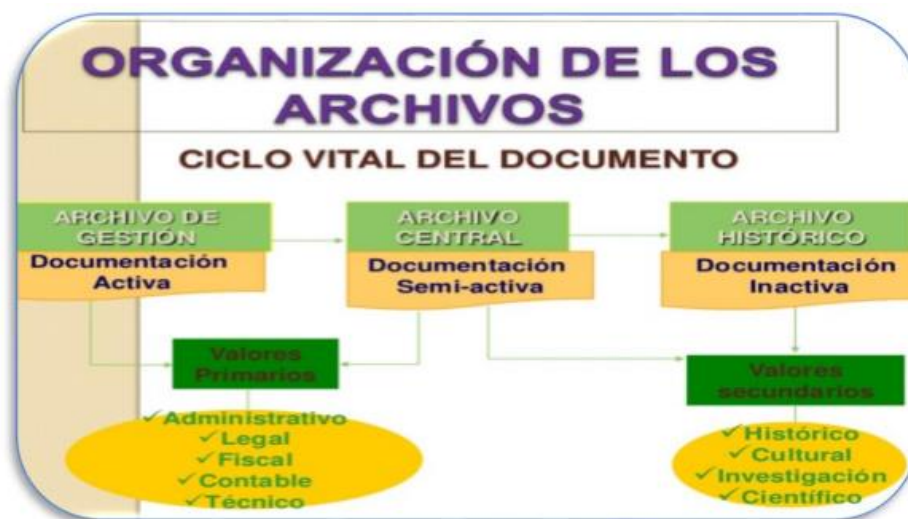 ORGANIZACIÓN DE LOS
ARCHIVOS
CICLO VITAL DEL DOCUMENTO
ARCHIVO DE
GESTIÓN
Documentación
Activa
ARCHIVO
CENTRAL
Documentación
Semi-activa
ARCHIVO
HISTÓRICO
Documentación
Inactiva
Valores
Primarios
✓Administrativo
✓Legal
✓Fiscal
✓Contable
✓Técnico
Valores
secundarios
✓Histórico
✓Cultural
✓Investigación
✓Científico